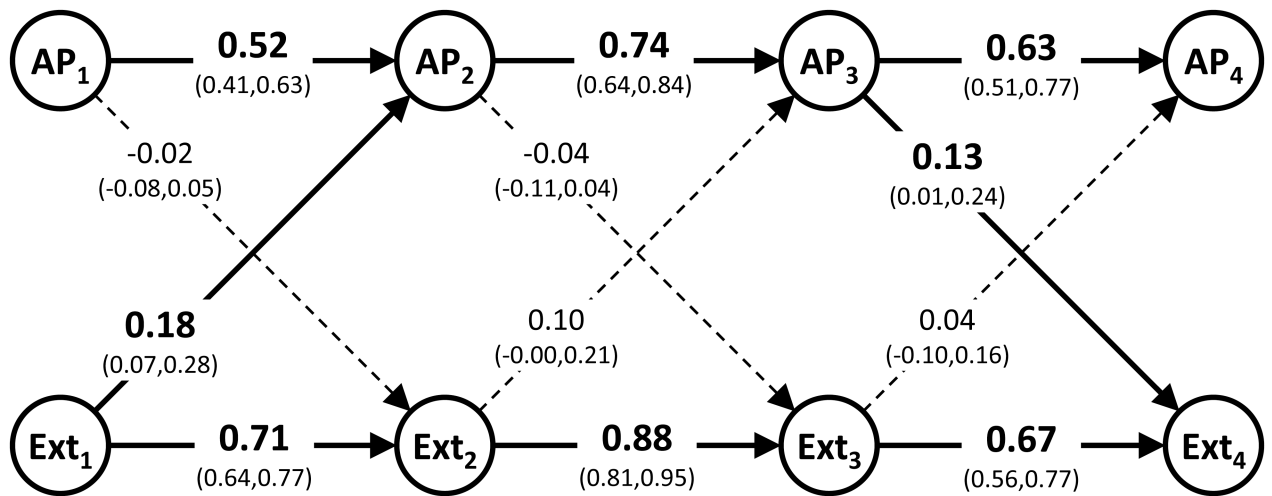 AP₁ 0.52 AP₂ 0.74 AP₃ 0.63 AP₄
(0.41,0.63) (0.64,0.84) (0.51,0.77)
-0.02 -0.04 0.13
(-0.08,0.05) (-0.11,0.04) (0.01,0.24)
0.18 0.10 0.04
(0.07,0.28) (-0.00,0.21) (-0.10,0.16)
Ext₁ 0.71 Ext₂ 0.88 Ext₃ 0.67 Ext₄
(0.64,0.77) (0.81,0.95) (0.56,0.77)